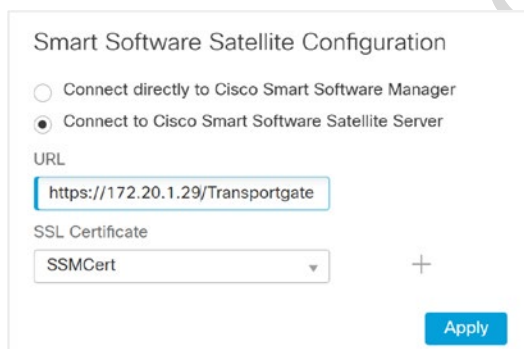 Smart Software Satellite Configuration
Connect directly to Cisco Smart Software Manager
Connect to Cisco Smart Software Satellite Server
URL
https://172.20.1.29/Transportgate
SSL Certificate
SSMCert
Apply